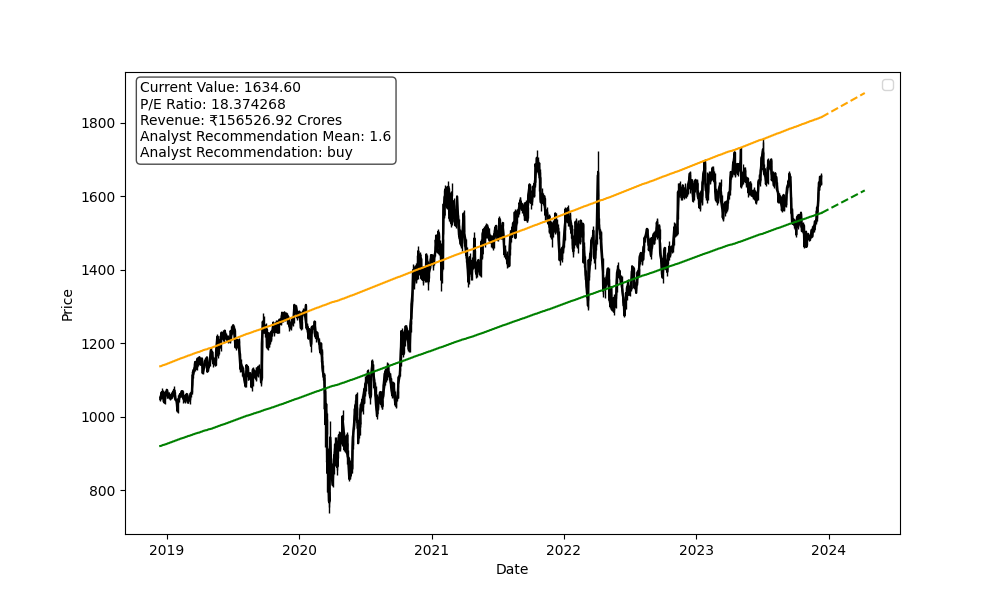 Current Value: 1634.60
P/E Ratio: 18.374268
Revenue: ₹156526.92 Crores
Analyst Recommendation Mean: 1.6
Analyst Recommendation: buy
1800
1600
1400
1200
1000
800
Price
2019 2020 2021 2022 2023 2024
Date